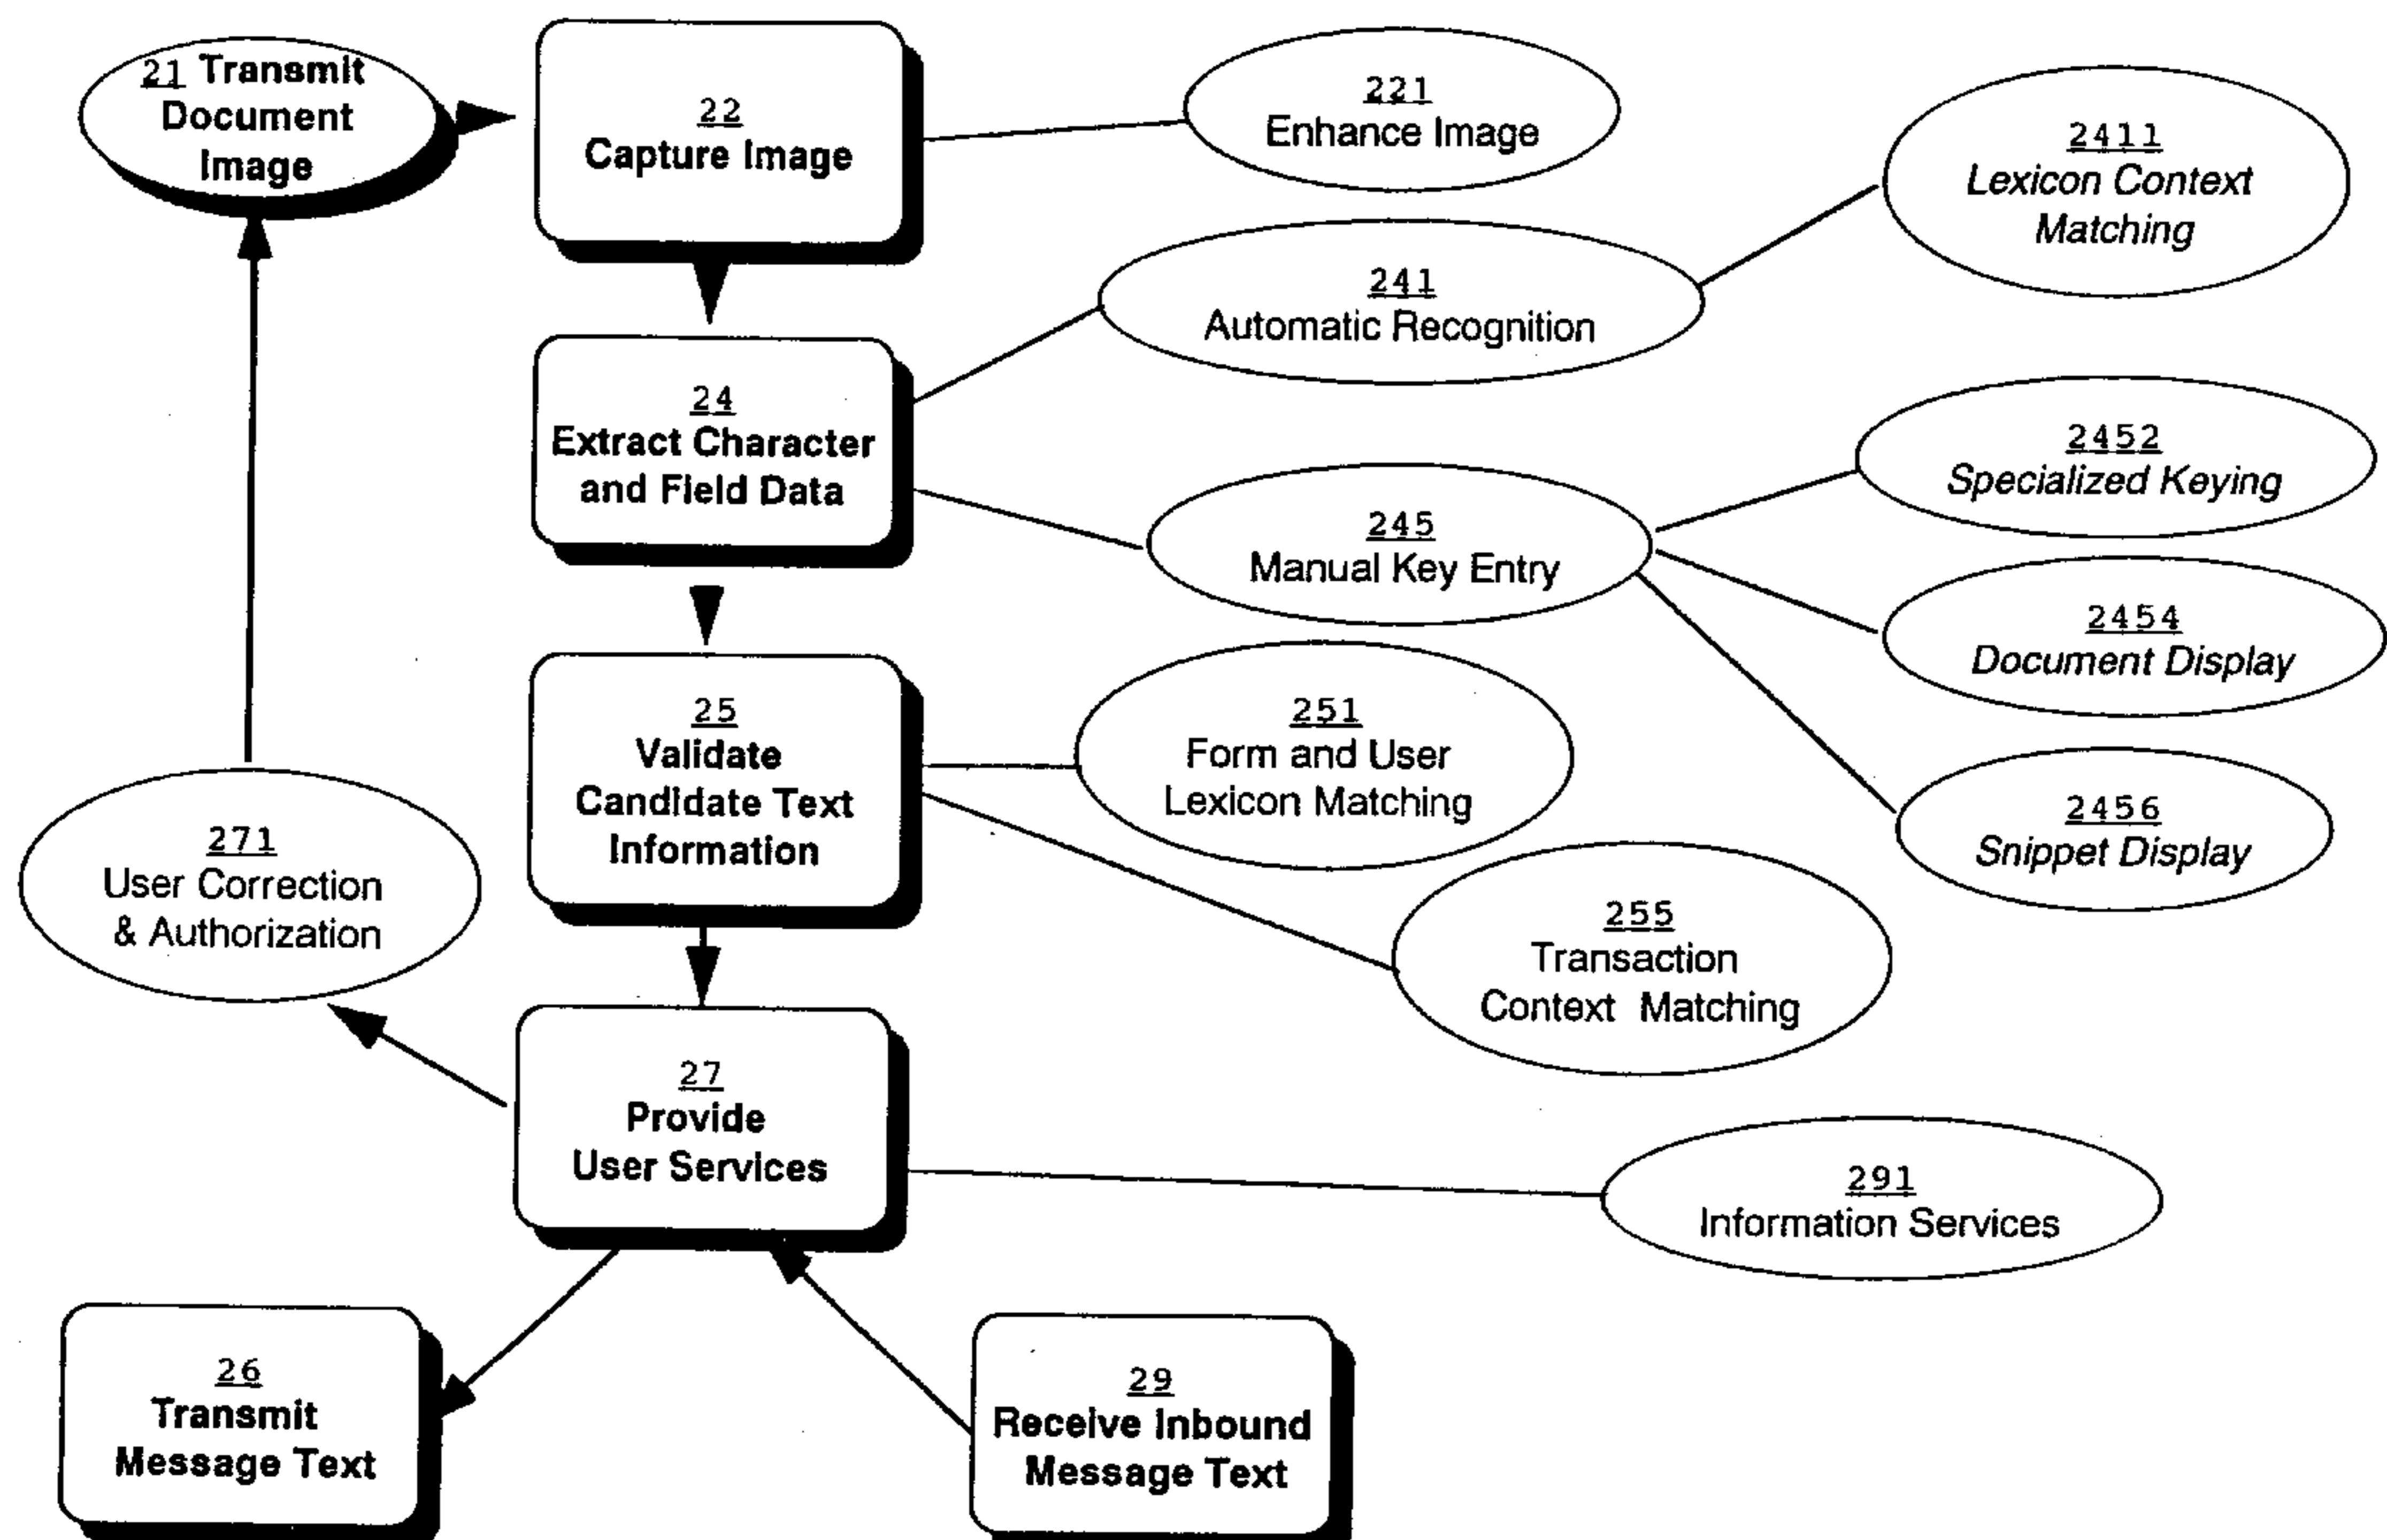 21 Transmit
Document
Image
22
Capture Image
221
Enhance Image
2411
Lexicon Context
Matching
241
Automatic Recognition
24
Extract Character
and Field Data
2452
Specialized Keying
245
Manual Key Entry
2454
Document Display
25
Validate
Candidate Text
Information
251
Form and User
Lexicon Matching
2456
Snippet Display
271
User Correction
& Authorization
255
Transaction
Context Matching
27
Provide
User Services
291
Information Services
26
Transmit
Message Text
29
Receive Inbound
Message Text